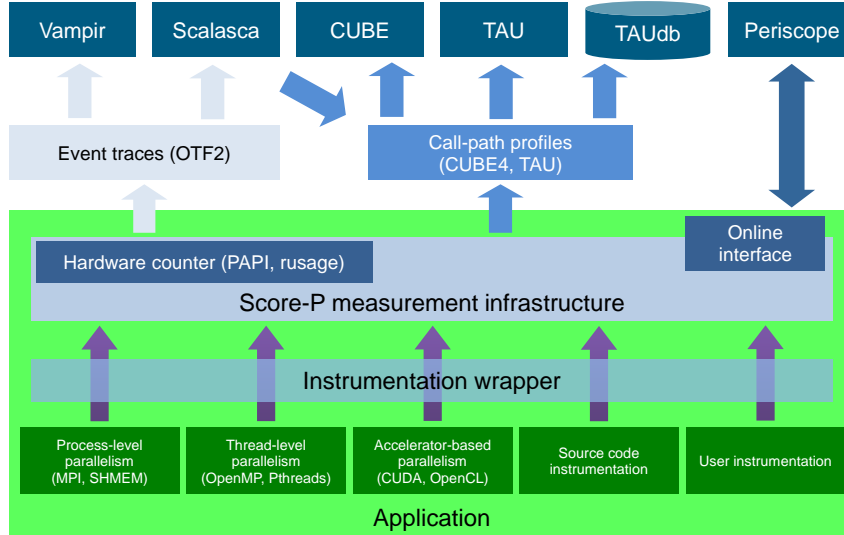 Vampir
Scalasca
CUBE
TAU
TAUdb
Periscope
Event traces (OTF2)
Call-path profiles
(CUBE4, TAU)
Hardware counter (PAPI, rusage)
Online
interface
Score-P measurement infrastructure
Instrumentation wrapper
Process-level
parallelism
(MPI, SHMEM)
Thread-level
parallelism
(OpenMP, Pthreads)
Accelerator-based
parallelism
(CUDA, OpenCL)
Source code
instrumentation
User instrumentation
Application